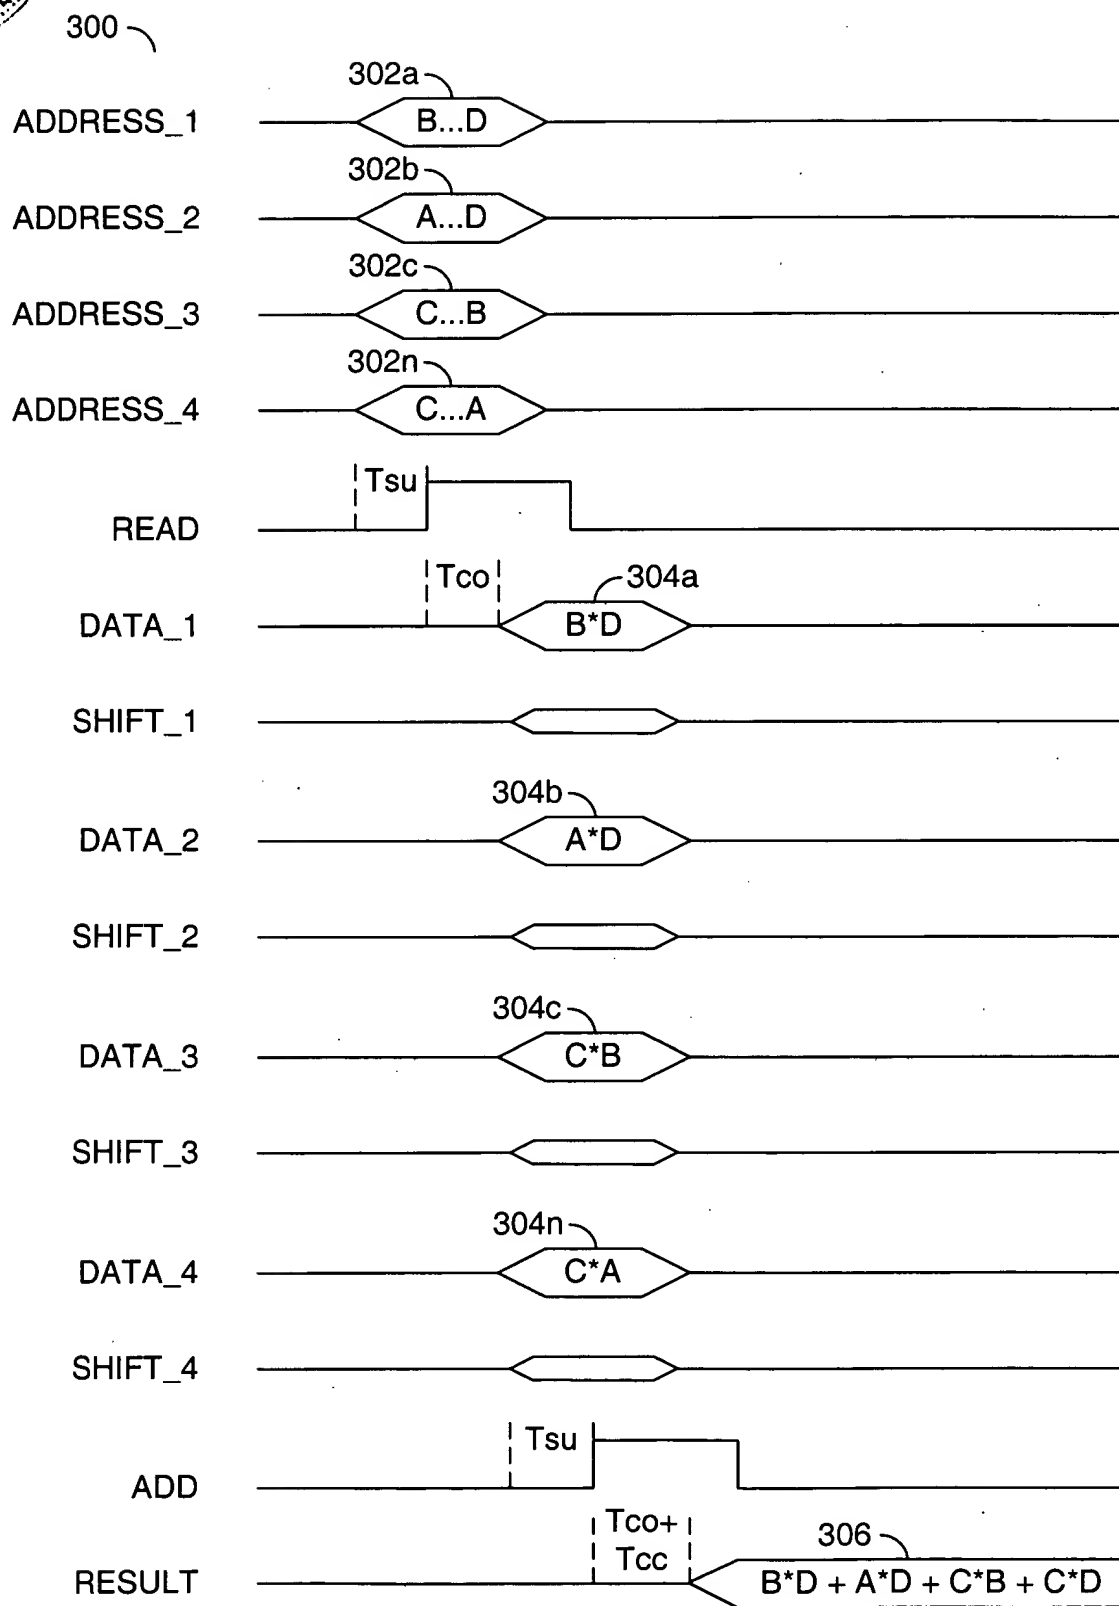 300
302a
ADDRESS_1 B...D
302b
ADDRESS_2 A...D
302c
ADDRESS_3 C...B
302n
ADDRESS_4 C...A
Tsu
READ
Tco 304a
DATA_1 B*D
SHIFT_1
304b
DATA_2 A*D
SHIFT_2
304c
DATA_3 C*B
SHIFT_3
304n
DATA_4 C*A
SHIFT_4
Tsu
ADD
Tco+
Tcc
306
RESULT B*D + A*D + C*B + C*D